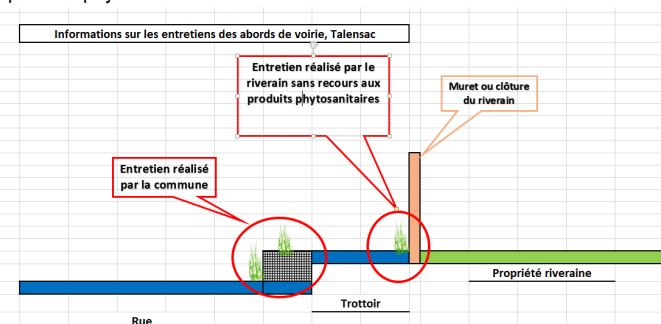 Informations sur les entretiens des abords de voirie, Talensac
Entretien réalisé par le
riverain sans recours aux
produits phytosanitaires
Muret ou clôture
du riverain
Entretien réalisé
par la commune
Propriété riveraine
Trottoir
Rue